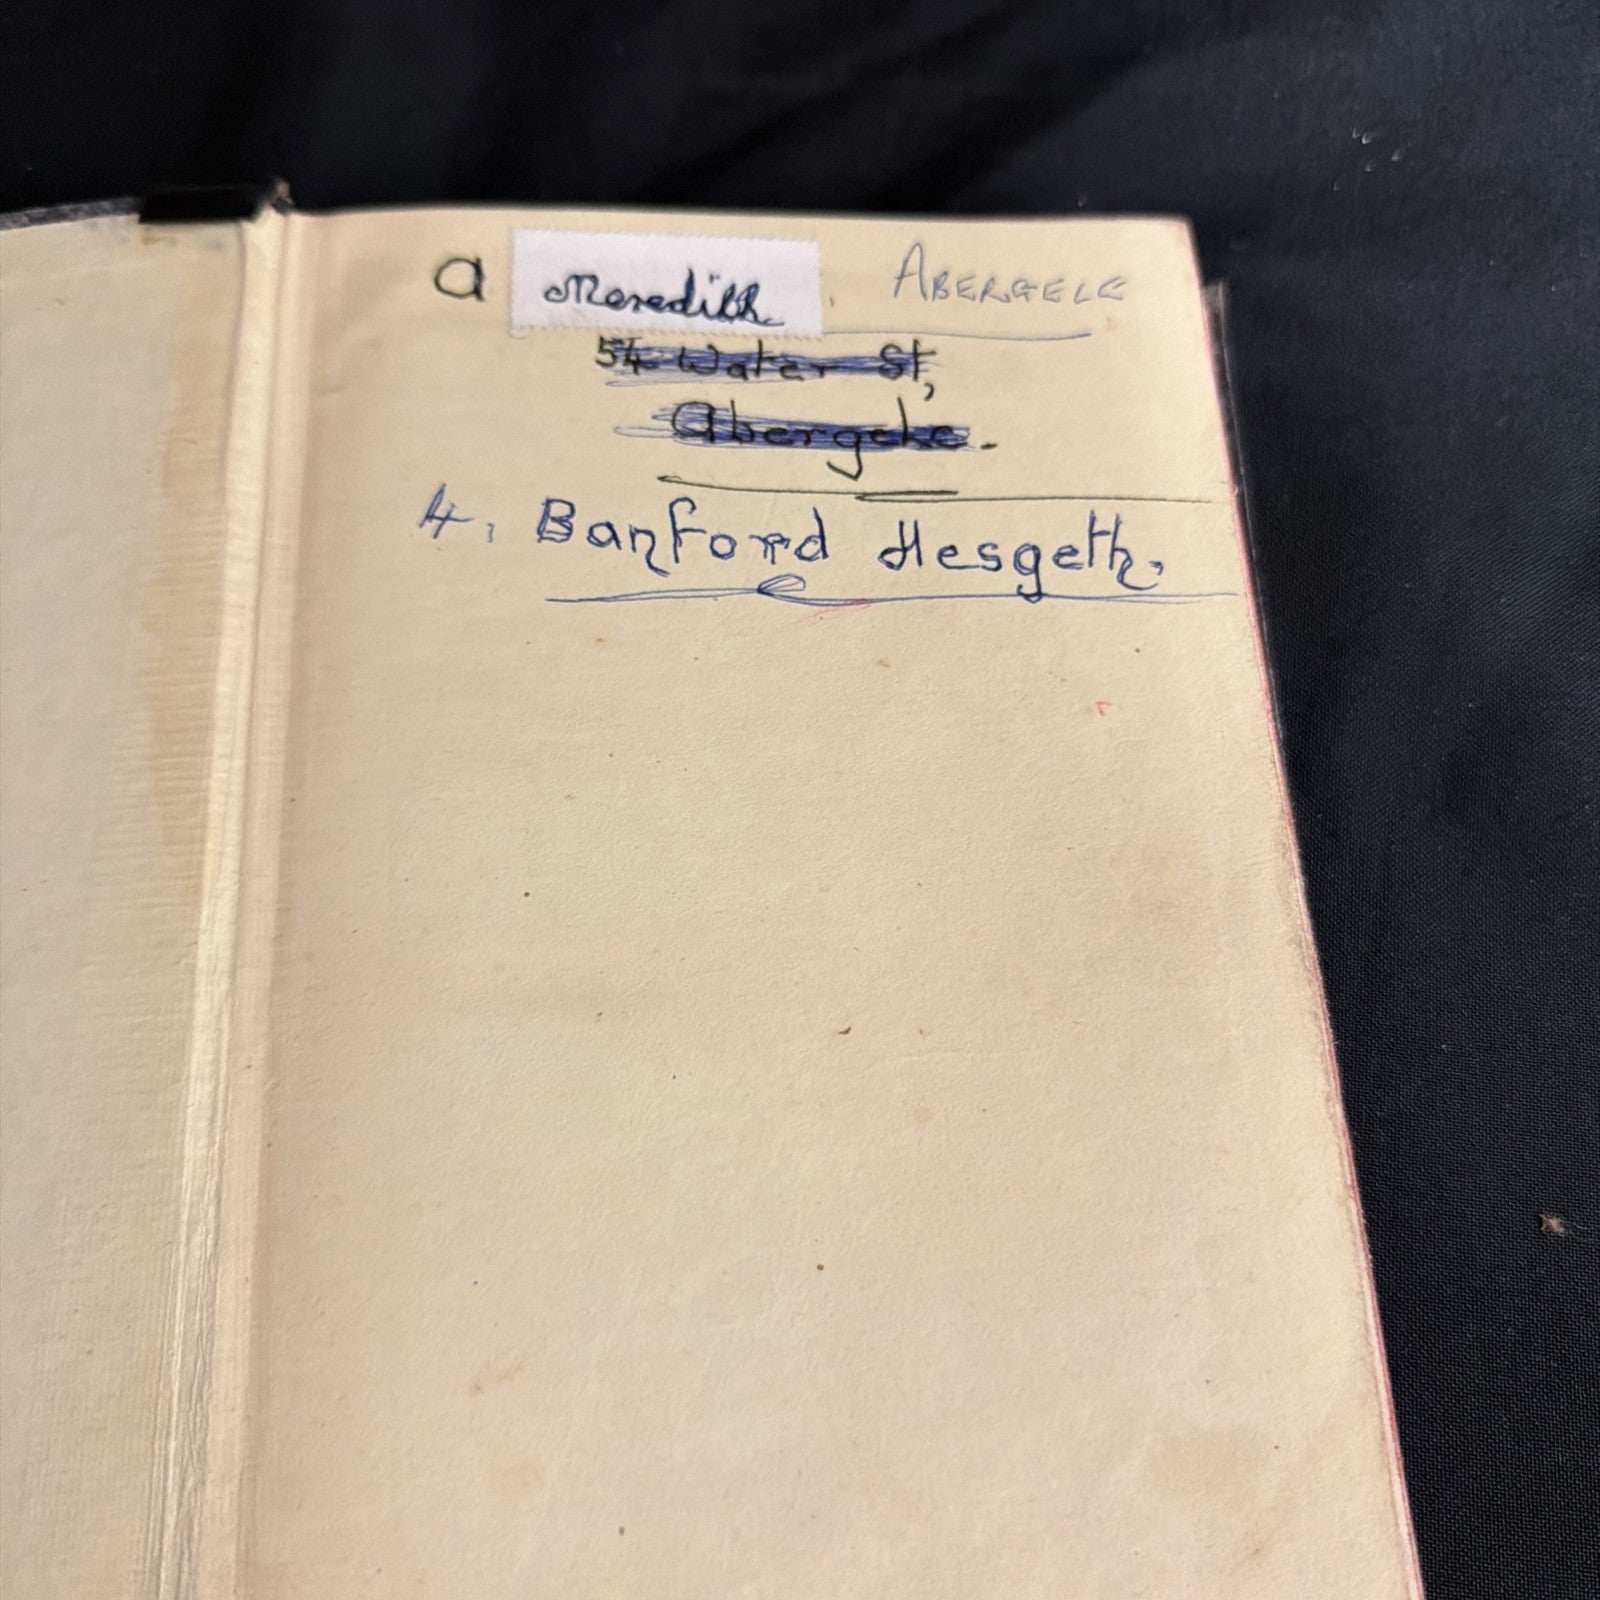 a Meredith. ABERGELE
54 Water St,
Abergele.
4. Banford Hesgeth.